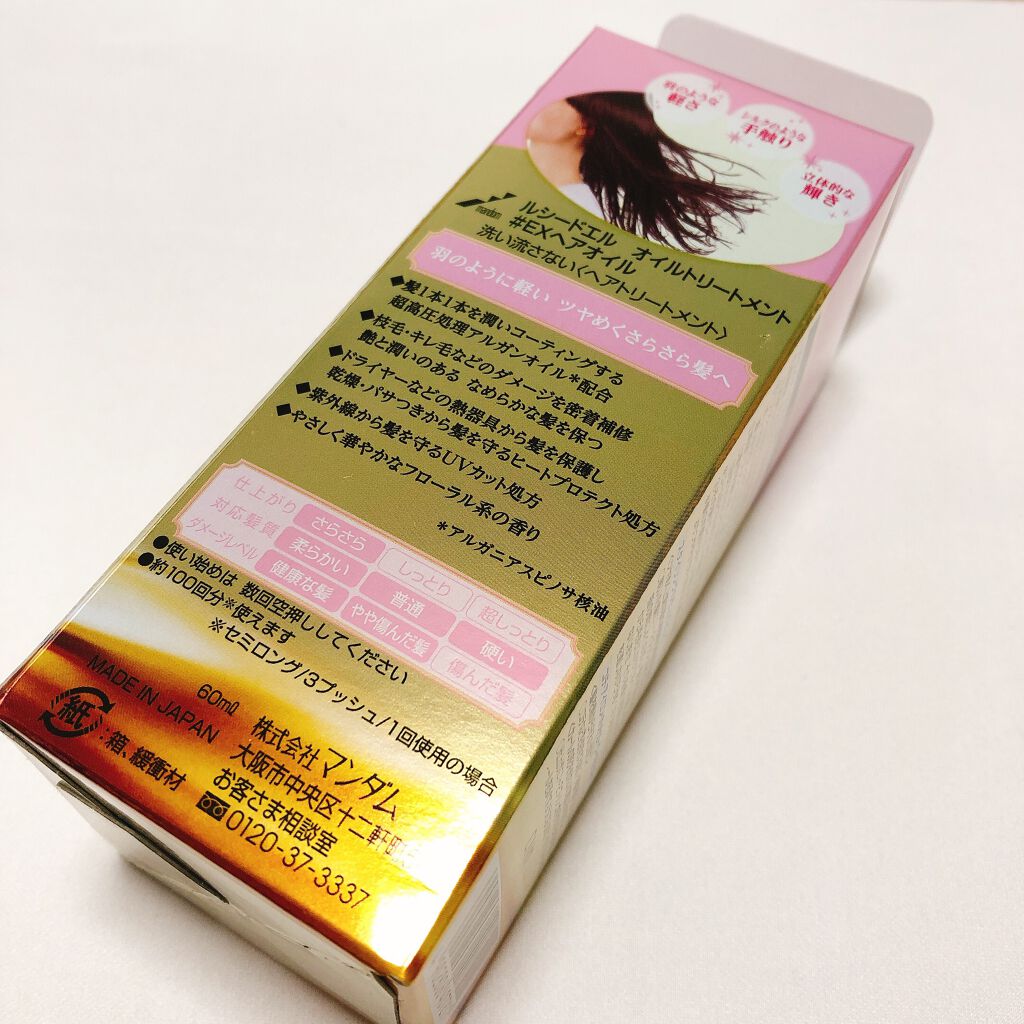 羽のような
軽さ
シルクのような
手触り
立体的な
輝き
mandom
ルシードエル オイルトリートメント
#EXヘアオイル
洗い流さない〈ヘアトリートメント〉
羽のように軽い ツヤめくさらさら髪へ
◆髪1本1本を潤いコーティングする
超高圧処理アルガンオイル*配合
◆枝毛・キレ毛などのダメージを密着補修
艶と潤いのある なめらかな髪を保つ
◆ドライヤーなどの熱器具から髪を保護し
乾燥・パサつきから髪を守るヒートプロテクト処方
◆紫外線から髪を守るUVカット処方
◆やさしく華やかなフローラル系の香り
*アルガニアスピノサ核油
仕上がり さらさら しっとり 超しっとり
対応髪質 柔らかい 普通 硬い
ダメージレベル 健康な髪 やや傷んだ髪 傷んだ髪
●使い始めは 数回空押ししてください
●約100回分※使えます
※セミロング/3プッシュ/1回使用の場合
60mℓ
MADE IN JAPAN
紙:箱、緩衝材
株式会社マンダム
大阪市中央区十二軒町
お客さま相談室
0120-37-3337